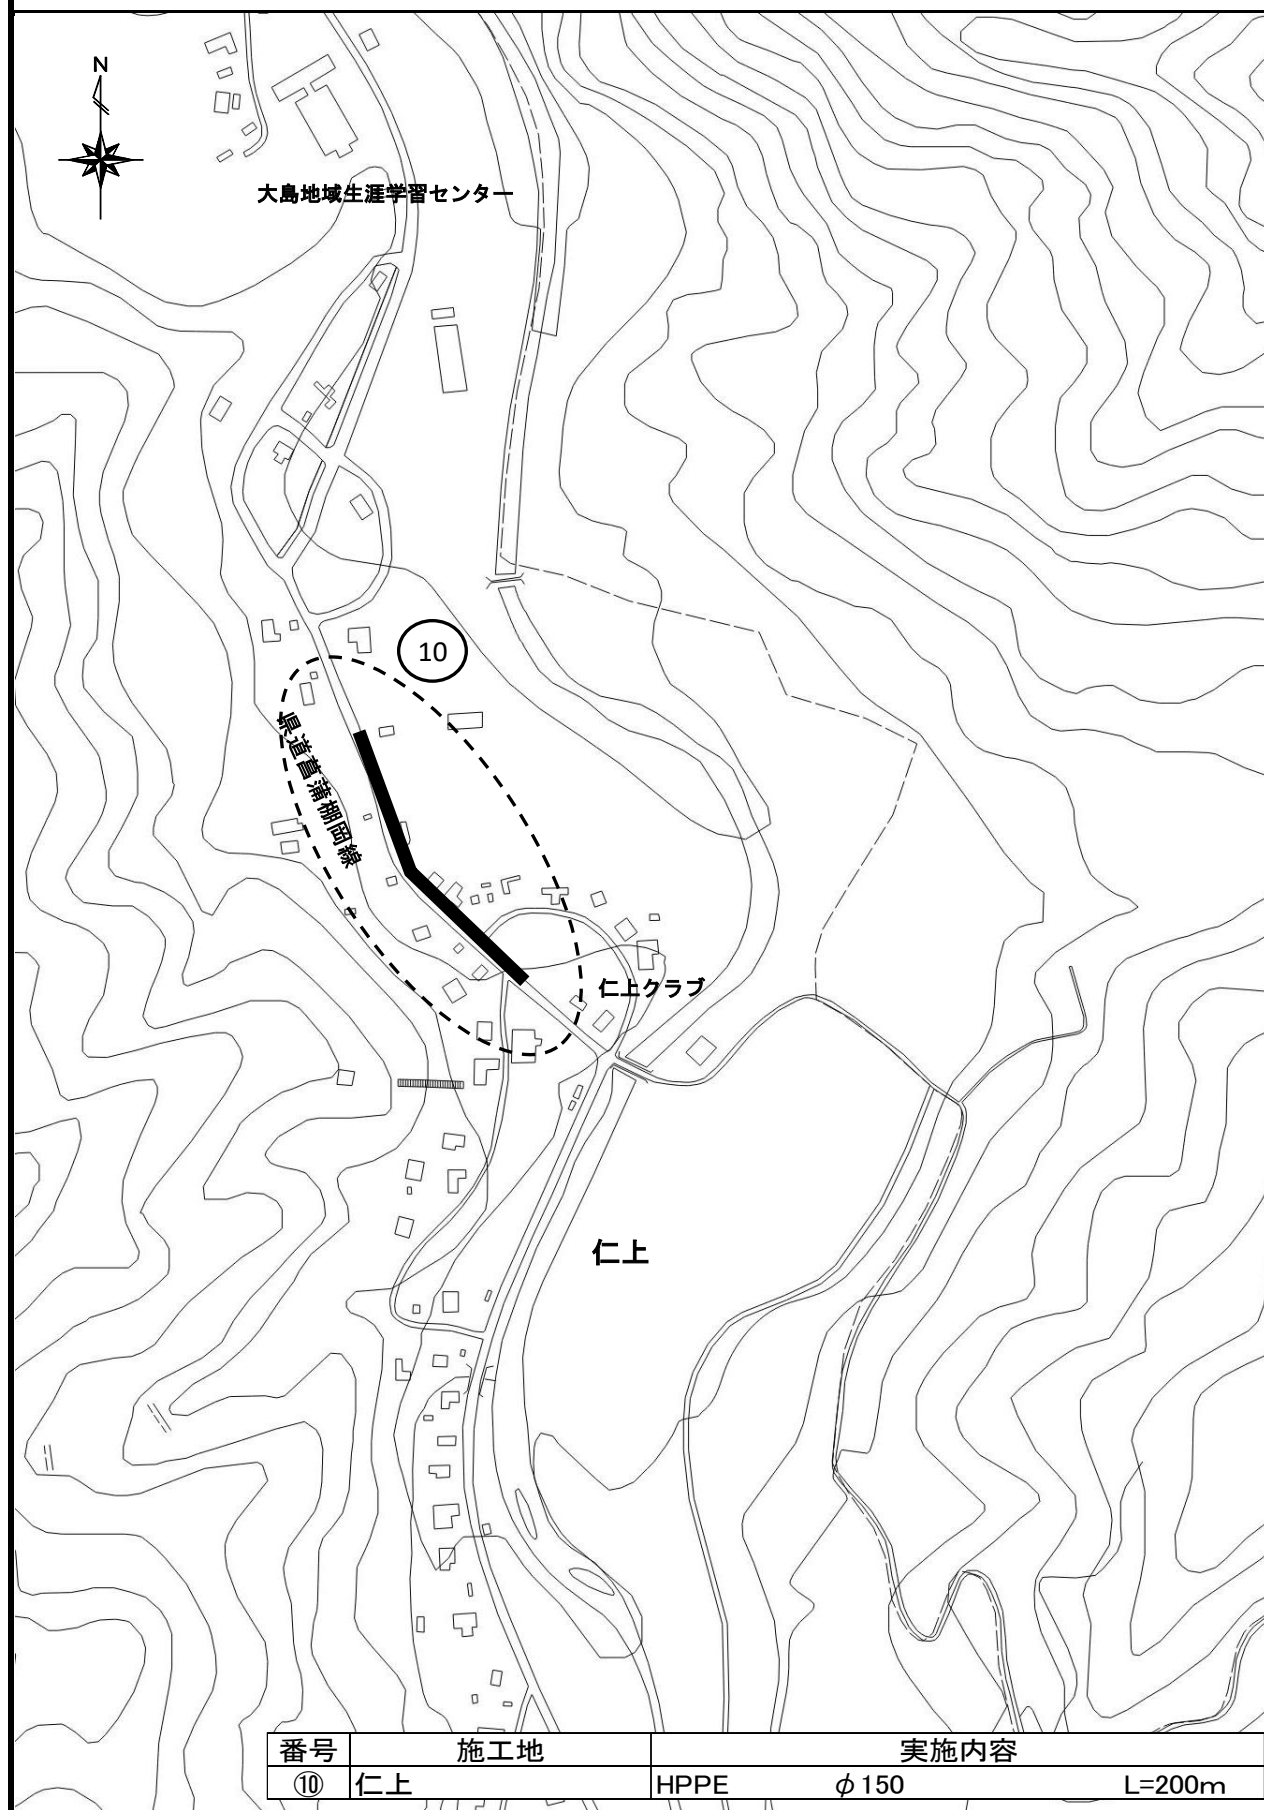 N
大島地域生涯学習センター
10
県道菖蒲棚岡線
仁上クラブ
仁上
番号 施工地 実施内容
⑩ 仁上 HPPE φ150 L=200m